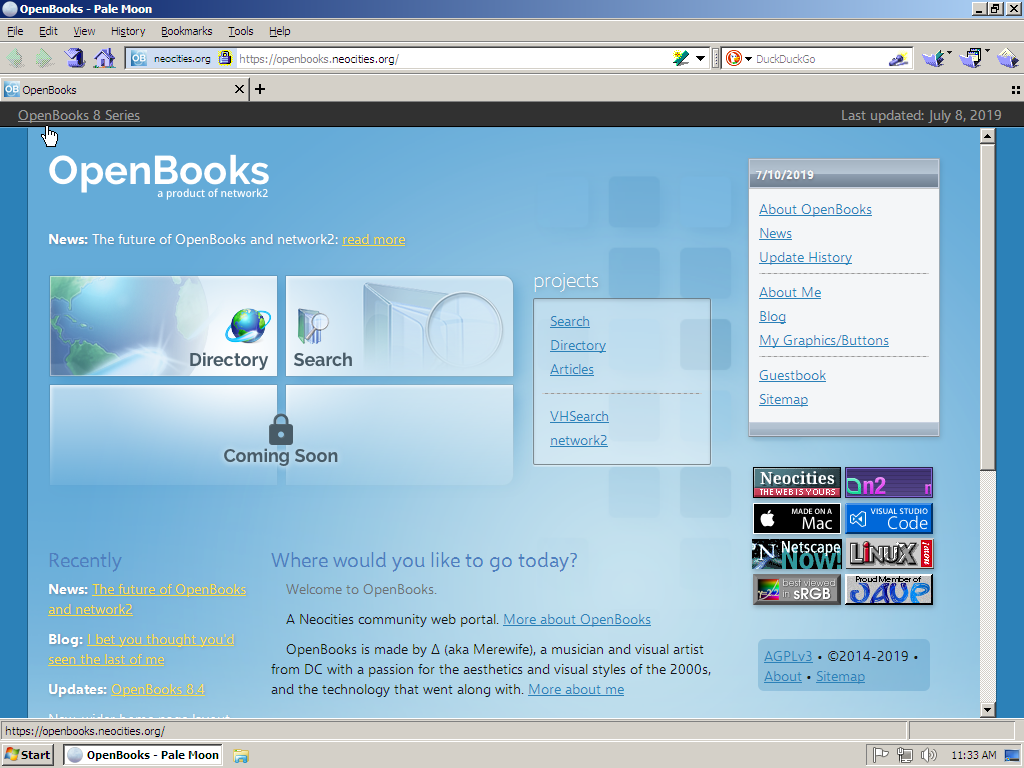 OpenBooks - Pale Moon
File Edit View History Bookmarks Tools Help
OB neocities.org https://openbooks.neocities.org/ DuckDuckGo
OB OpenBooks
OpenBooks 8 Series Last updated: July 8, 2019
OpenBooks
a product of network2
News: The future of OpenBooks and network2: read more
Directory
Search
Coming Soon
projects
Search
Directory
Articles
VHSearch
network2
7/10/2019
About OpenBooks
News
Update History
About Me
Blog
My Graphics/Buttons
Guestbook
Sitemap
Neocities
THE WEB IS YOURS
n2 n
MADE ON A
Mac
VISUAL STUDIO
Code
N Netscape
Now!
LINUX
best viewed
in sRGB
Proud Member of
JAVP
AGPLv3 • ©2014-2019 •
About • Sitemap
Recently
News: The future of OpenBooks
and network2
Blog: I bet you thought you'd
seen the last of me
Updates: OpenBooks 8.4
New wider home page layout
Where would you like to go today?
Welcome to OpenBooks.
A Neocities community web portal. More about OpenBooks
OpenBooks is made by Δ (aka Merewife), a musician and visual artist
from DC with a passion for the aesthetics and visual styles of the 2000s,
and the technology that went along with. More about me
https://openbooks.neocities.org/
Start OpenBooks - Pale Moon 11:33 AM